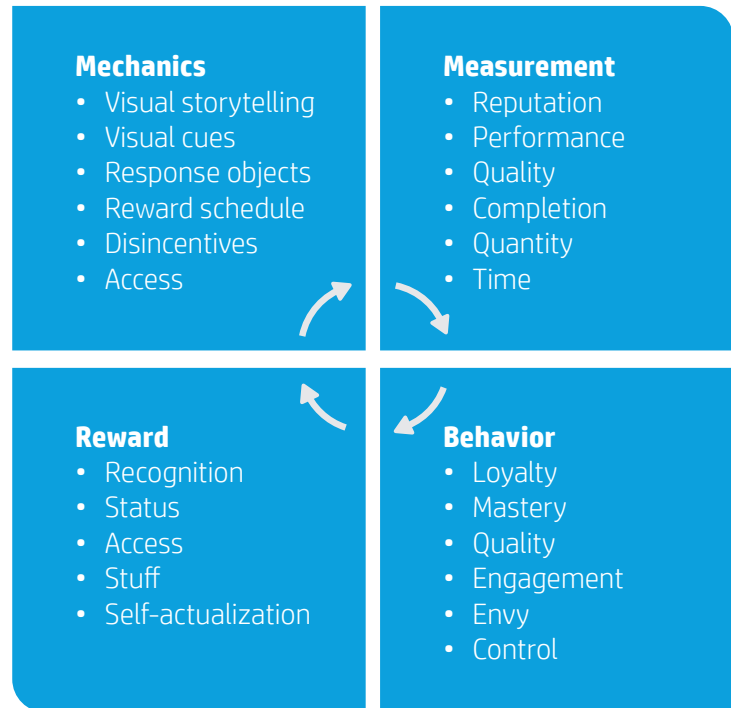 Mechanics
• Visual storytelling
• Visual cues
• Response objects
• Reward schedule
• Disincentives
• Access
Measurement
• Reputation
• Performance
• Quality
• Completion
• Quantity
• Time
Reward
• Recognition
• Status
• Access
• Stuff
• Self-actualization
Behavior
• Loyalty
• Mastery
• Quality
• Engagement
• Envy
• Control